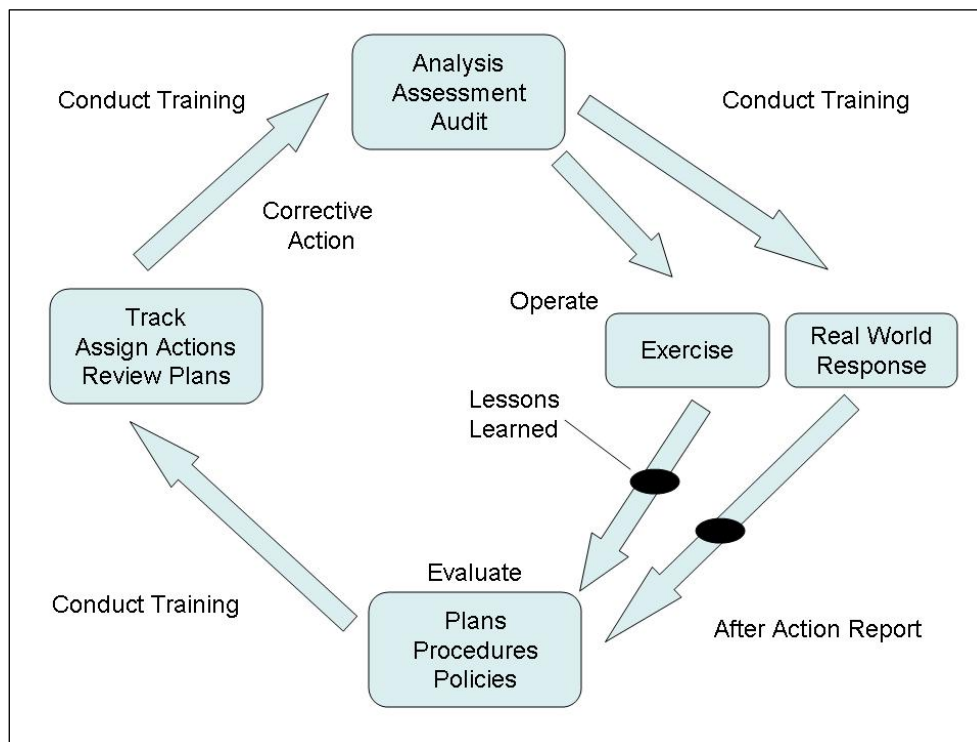 Analysis
Assessment
Audit
Conduct Training
Conduct Training
Corrective
Action
Operate
Track
Assign Actions
Review Plans
Exercise
Real World
Response
Lessons
Learned
Evaluate
Plans
Procedures
Policies
Conduct Training
After Action Report